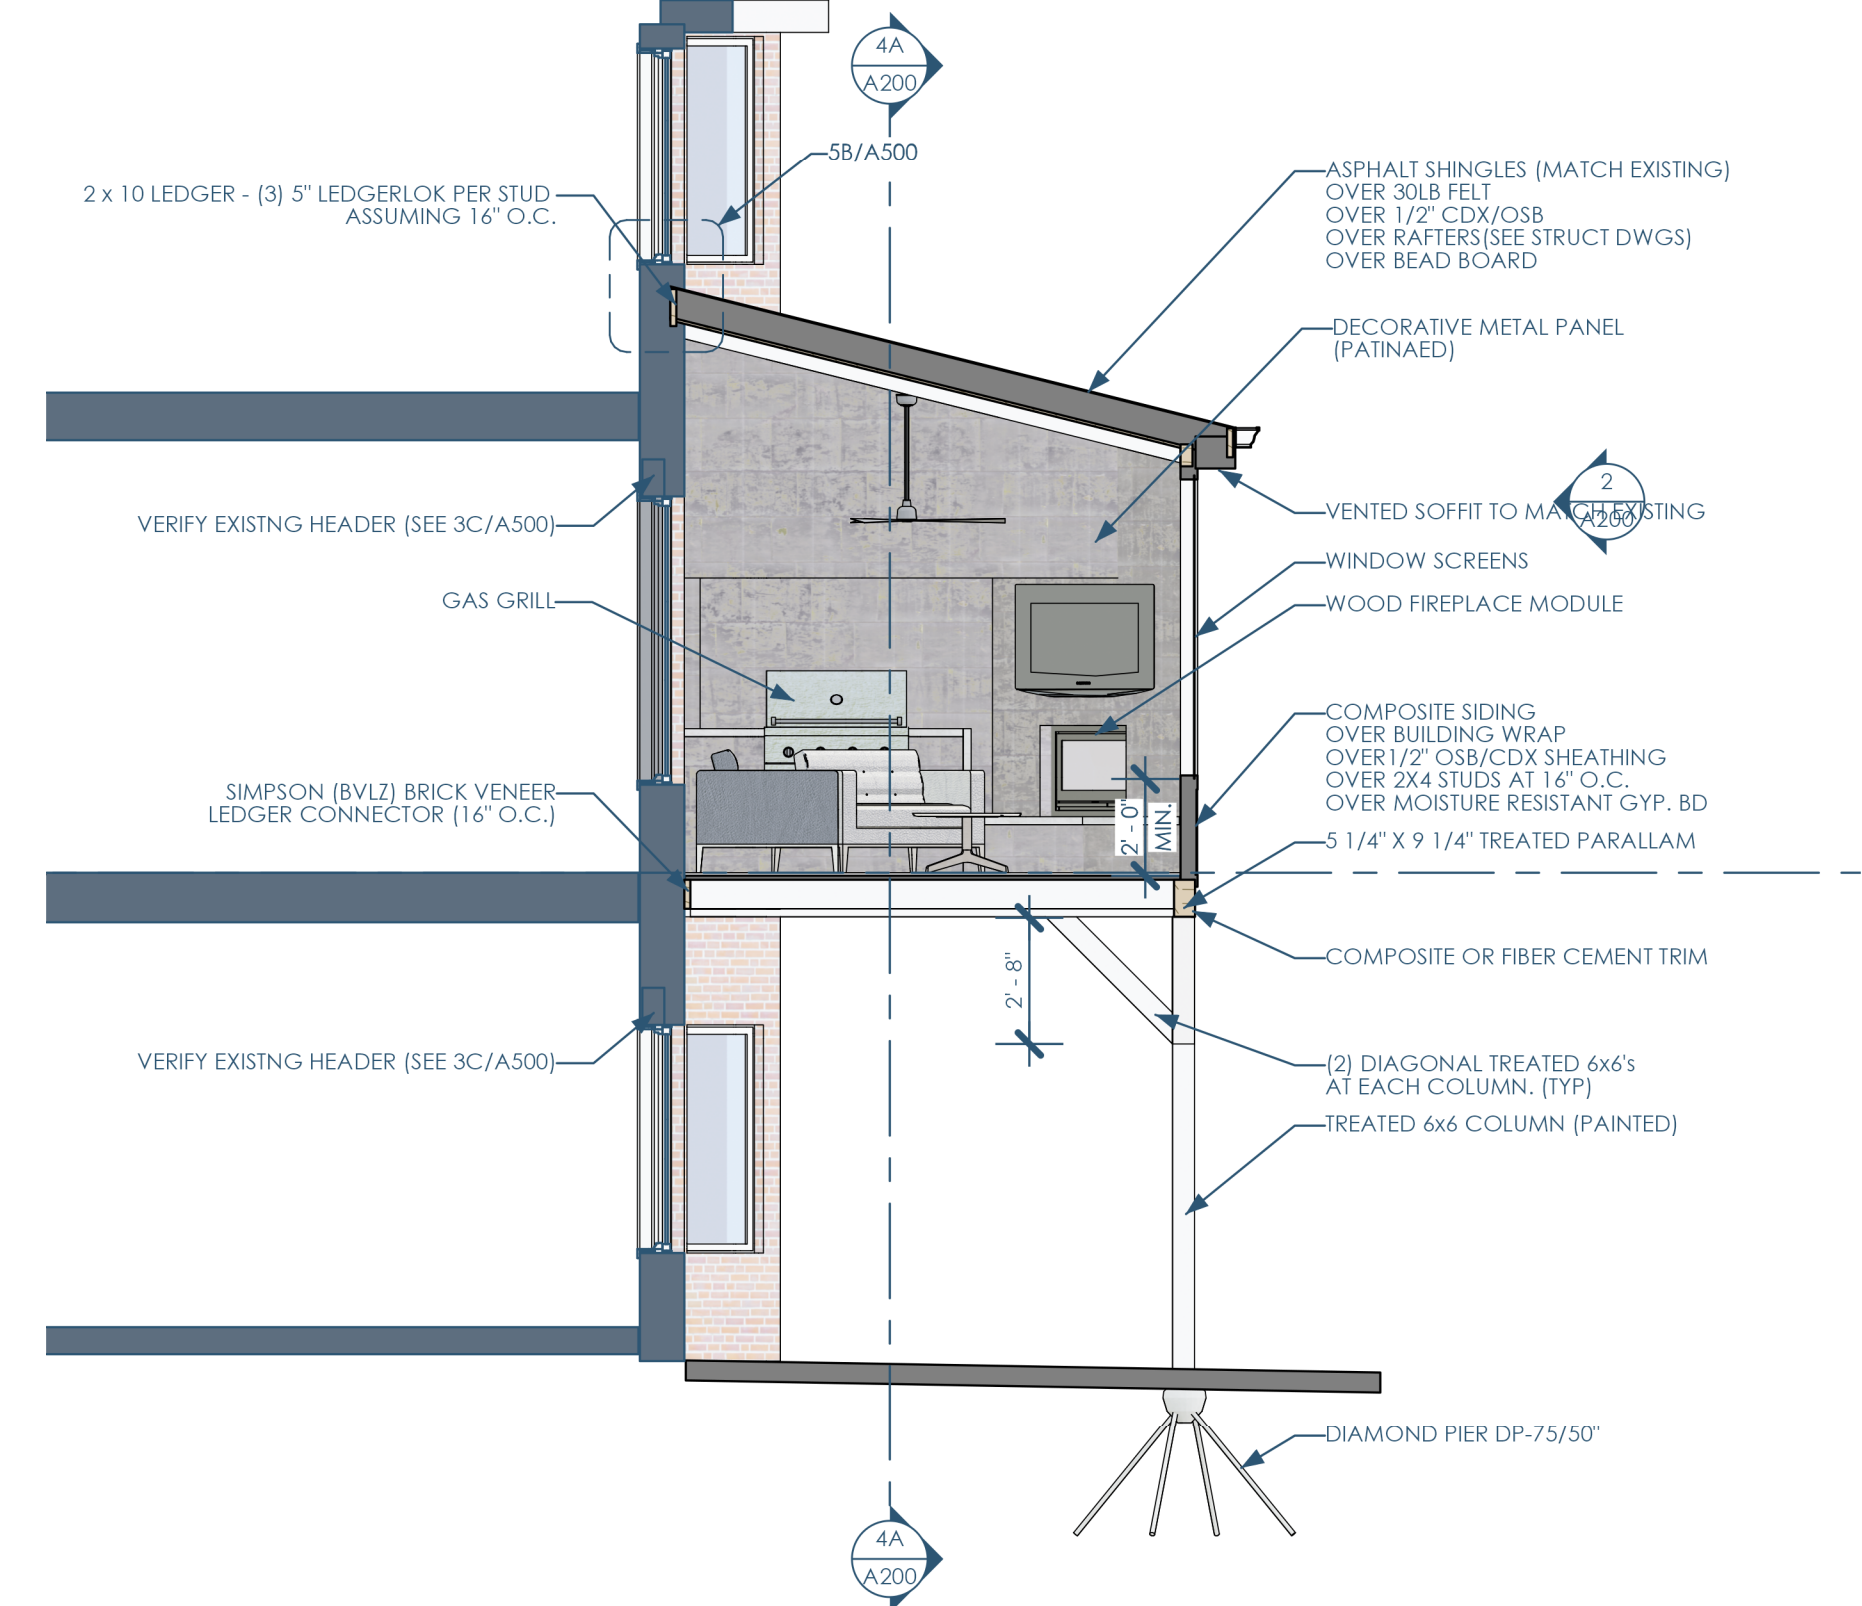 4A
A200
5B/A500
2 x 10 LEDGER - (3) 5" LEDGERLOK PER STUD
ASSUMING 16" O.C.
ASPHALT SHINGLES (MATCH EXISTING)
OVER 30LB FELT
OVER 1/2" CDX/OSB
OVER RAFTERS(SEE STRUCT DWGS)
OVER BEAD BOARD
DECORATIVE METAL PANEL
(PATINAED)
VERIFY EXISTNG HEADER (SEE 3C/A500)
VENTED SOFFIT TO MATCH EXISTING
2
A200
WINDOW SCREENS
GAS GRILL
WOOD FIREPLACE MODULE
COMPOSITE SIDING
OVER BUILDING WRAP
OVER1/2" OSB/CDX SHEATHING
OVER 2X4 STUDS AT 16" O.C.
OVER MOISTURE RESISTANT GYP. BD
SIMPSON (BVLZ) BRICK VENEER
LEDGER CONNECTOR (16" O.C.)
2' - 0"
MIN.
5 1/4" X 9 1/4" TREATED PARALLAM
COMPOSITE OR FIBER CEMENT TRIM
2' - 8"
VERIFY EXISTNG HEADER (SEE 3C/A500)
(2) DIAGONAL TREATED 6x6's
AT EACH COLUMN. (TYP)
TREATED 6x6 COLUMN (PAINTED)
DIAMOND PIER DP-75/50"
4A
A200